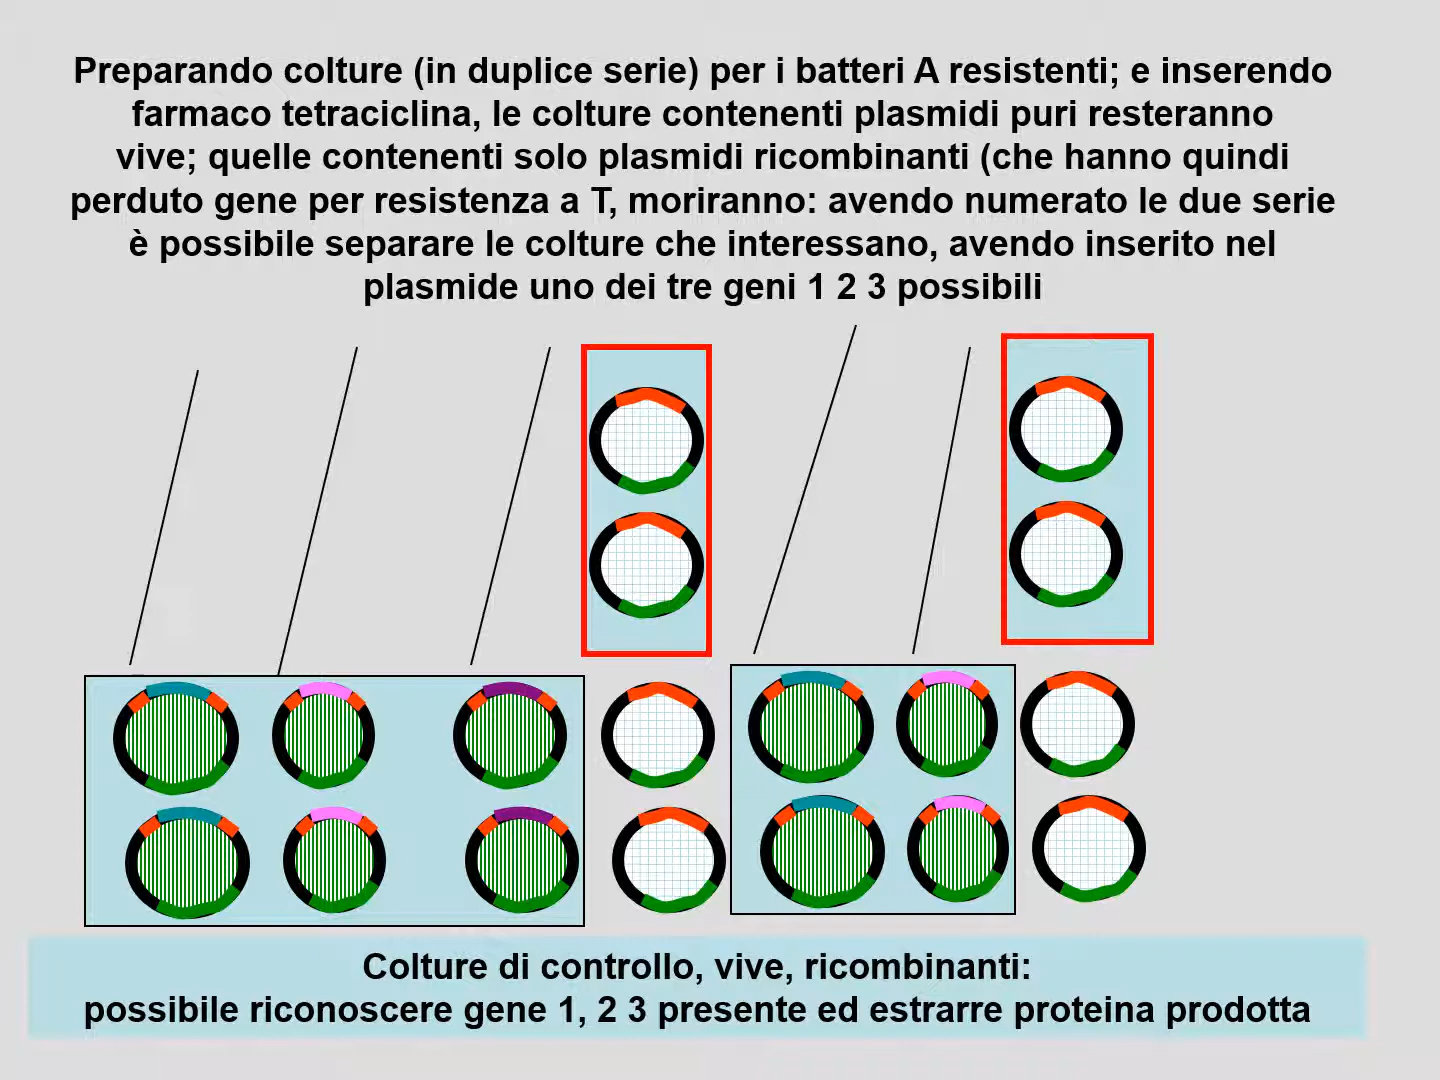 Preparando colture (in duplice serie) per i batteri A resistenti; e inserendo
farmaco tetraciclina, le colture contenenti plasmidi puri resteranno
vive; quelle contenenti solo plasmidi ricombinanti (che hanno quindi
perduto gene per resistenza a T, moriranno: avendo numerato le due serie
è possibile separare le colture che interessano, avendo inserito nel
plasmide uno dei tre geni 1 2 3 possibili
Colture di controllo, vive, ricombinanti:
possibile riconoscere gene 1, 2 3 presente ed estrarre proteina prodotta